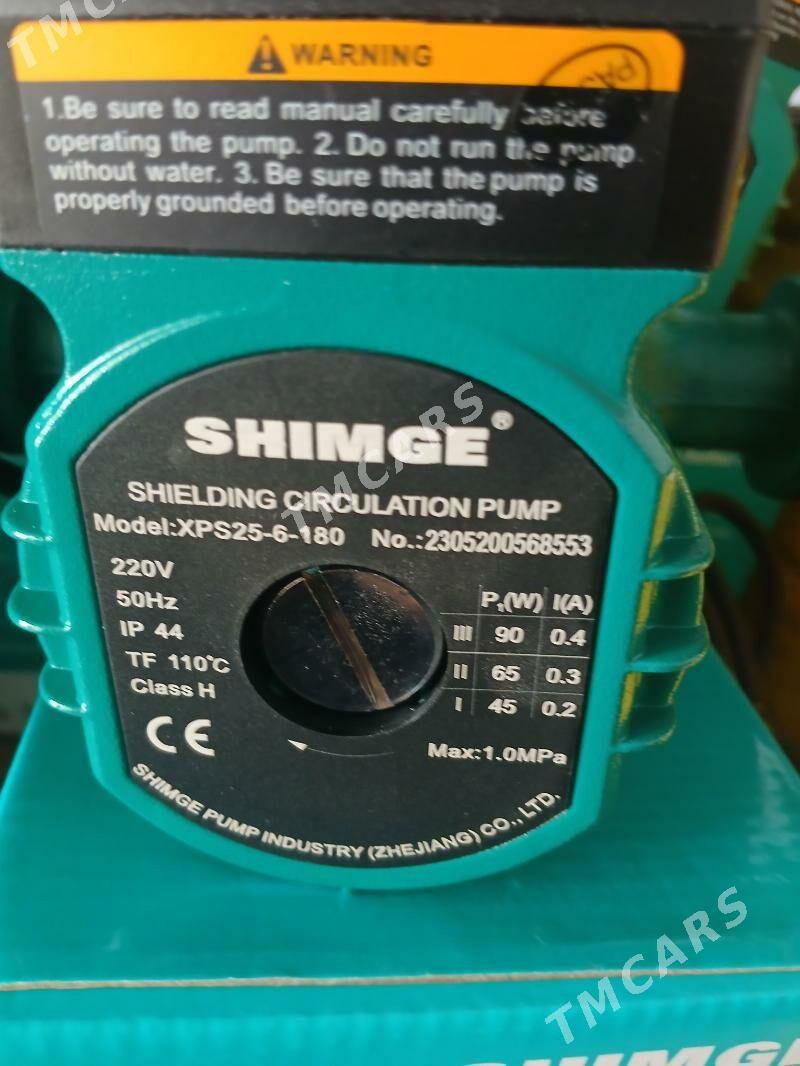 TMCARS
WARNING
1.Be sure to read manual carefully before
operating the pump. 2. Do not run the pump
without water. 3. Be sure that the pump is
properly grounded before operating.
SHIMGE®
TMCARS
SHIELDING CIRCULATION PUMP
Model:XPS25-6-180 No.:2305200568553
220V
50Hz
IP 44
TF 110℃
Class H
P₁(W) I(A)
III 90 0.4
II 65 0.3
I 45 0.2
CE
Max:1.0MPa
SHIMGE PUMP INDUSTRY (ZHEJIANG) CO., LTD.
TMCARS
SHIMGE